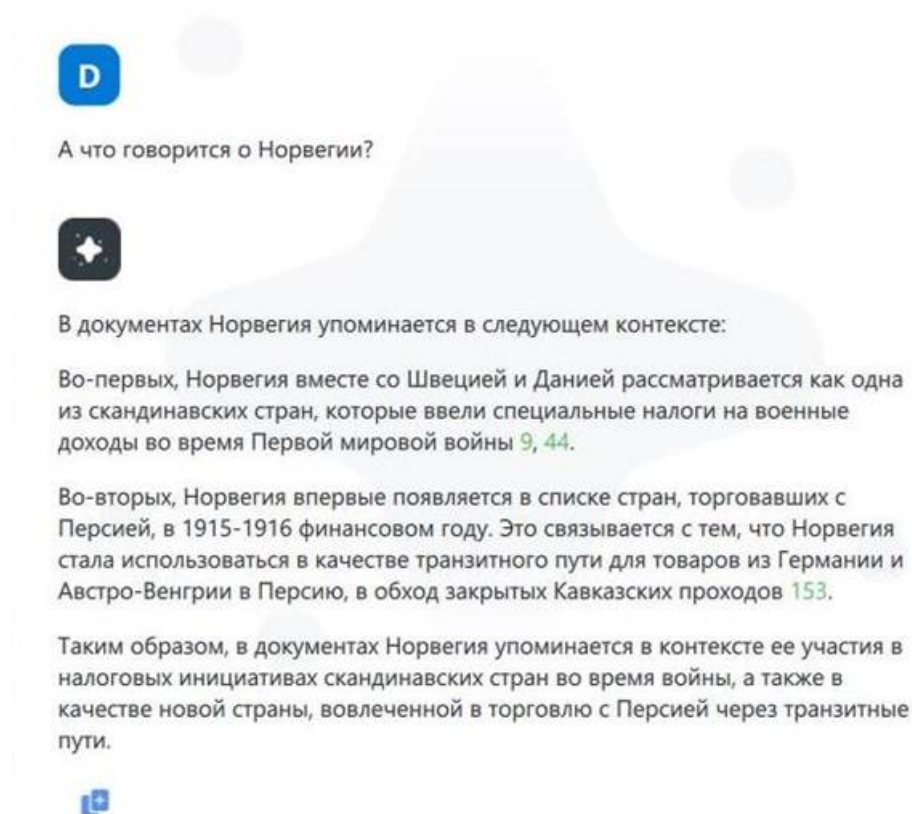 D
А что говорится о Норвегии?
В документах Норвегия упоминается в следующем контексте:
Во-первых, Норвегия вместе со Швецией и Данией рассматривается как одна
из скандинавских стран, которые ввели специальные налоги на военные
доходы во время Первой мировой войны 9, 44.
Во-вторых, Норвегия впервые появляется в списке стран, торговавших с
Персией, в 1915-1916 финансовом году. Это связывается с тем, что Норвегия
стала использоваться в качестве транзитного пути для товаров из Германии и
Австро-Венгрии в Персию, в обход закрытых Кавказских проходов 153.
Таким образом, в документах Норвегия упоминается в контексте ее участия в
налоговых инициативах скандинавских стран во время войны, а также в
качестве новой страны, вовлеченной в торговлю с Персией через транзитные
пути.